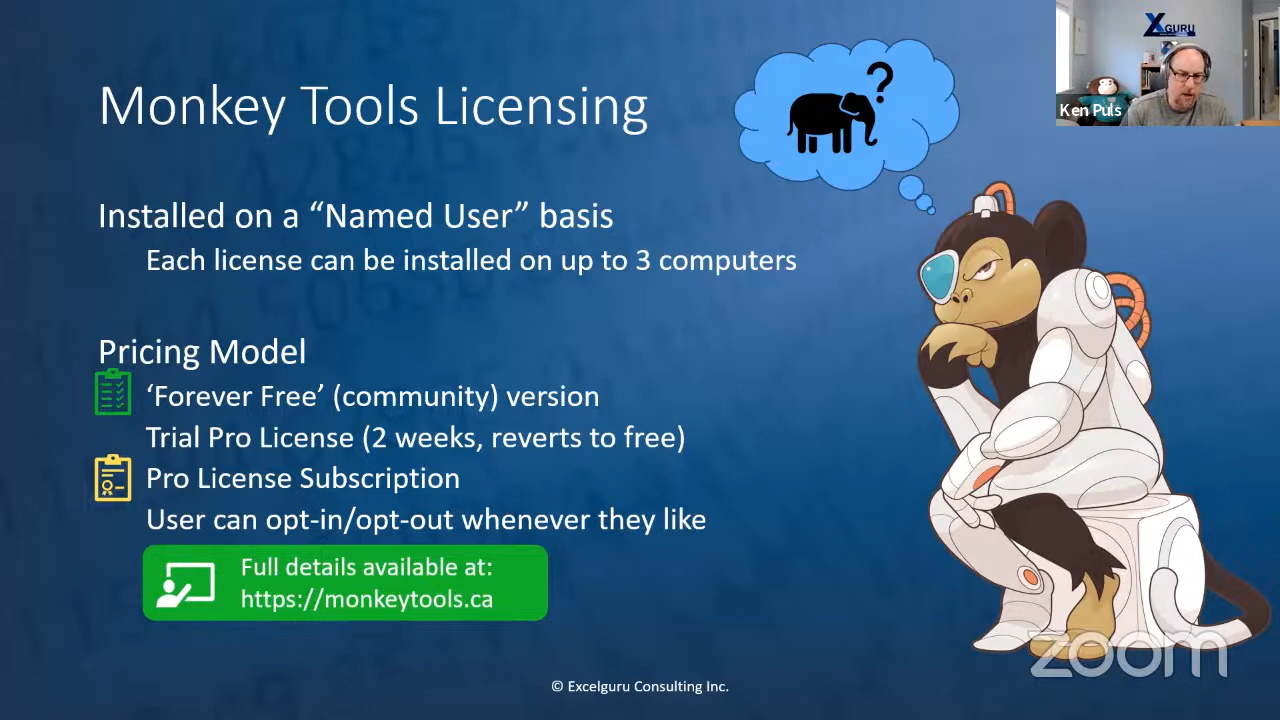 Monkey Tools Licensing
?
X GURU
Ken Puls
Installed on a “Named User” basis
Each license can be installed on up to 3 computers
Pricing Model
‘Forever Free’ (community) version
Trial Pro License (2 weeks, reverts to free)
Pro License Subscription
User can opt-in/opt-out whenever they like
Full details available at:
https://monkeytools.ca
zoom
© Excelguru Consulting Inc.